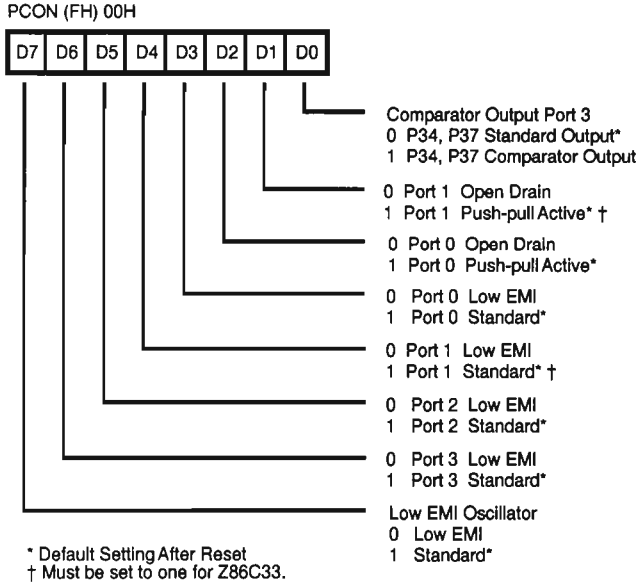 PCON (FH) 00H
D7 D6 D5 D4 D3 D2 D1 D0
Comparator Output Port 3
0 P34, P37 Standard Output*
1 P34, P37 Comparator Output
0 Port 1 Open Drain
1 Port 1 Push-pull Active* †
0 Port 0 Open Drain
1 Port 0 Push-pull Active*
0 Port 0 Low EMI
1 Port 0 Standard*
0 Port 1 Low EMI
1 Port 1 Standard* †
0 Port 2 Low EMI
1 Port 2 Standard*
0 Port 3 Low EMI
1 Port 3 Standard*
Low EMI Oscillator
0 Low EMI
1 Standard*
* Default Setting After Reset
† Must be set to one for Z86C33.